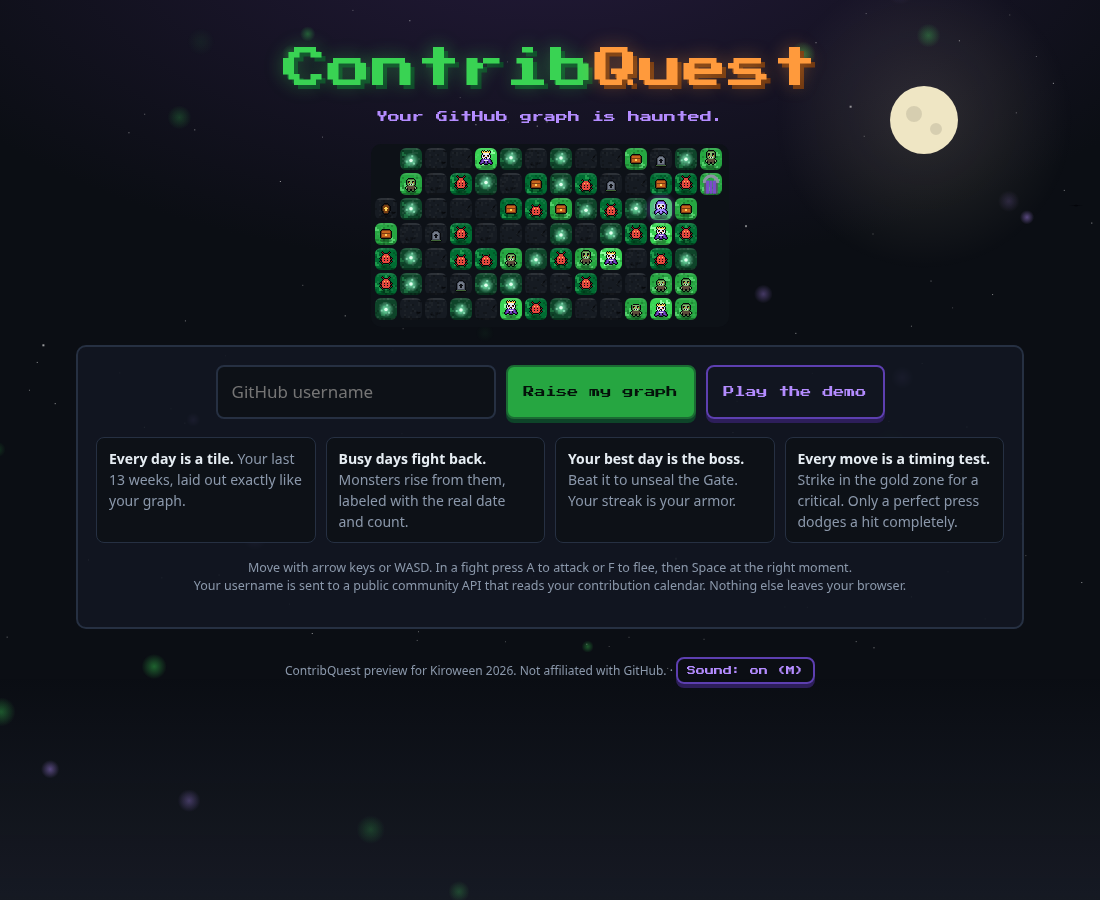 ContribQuest
Your GitHub graph is haunted.
GitHub username
Raise my graph
Play the demo
Every day is a tile. Your last
13 weeks, laid out exactly like
your graph.
Busy days fight back.
Monsters rise from them,
labeled with the real date
and count.
Your best day is the boss.
Beat it to unseal the Gate.
Your streak is your armor.
Every move is a timing test.
Strike in the gold zone for a
critical. Only a perfect press
dodges a hit completely.
Move with arrow keys or WASD. In a fight press A to attack or F to flee, then Space at the right moment.
Your username is sent to a public community API that reads your contribution calendar. Nothing else leaves your browser.
ContribQuest preview for Kiroween 2026. Not affiliated with GitHub. · Sound: on (M)